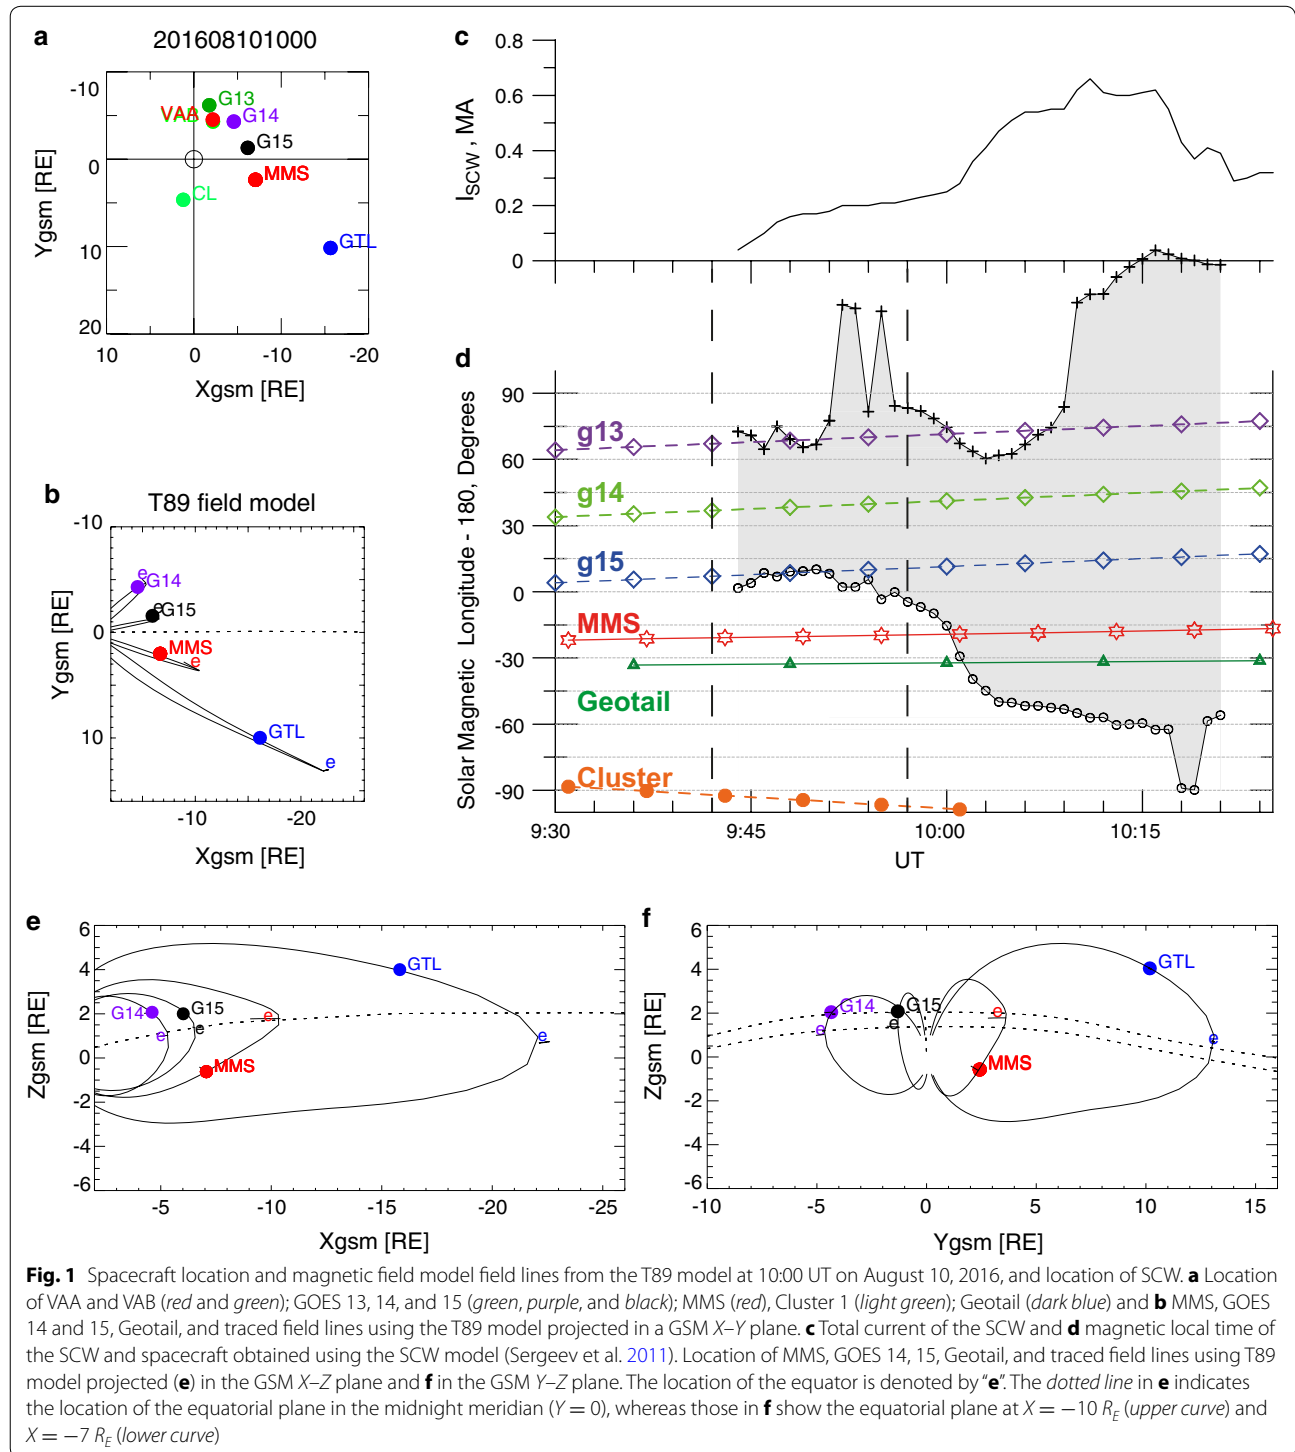 a
201608101000
-10
0
10
20
Ygsm [RE]
G13
VAA
G14
G15
MMS
CL
GTL
10
0
-10
-20
Xgsm [RE]
b
T89 field model
-10
0
10
Ygsm [RE]
e
G14
e
G15
MMS
e
GTL
e
-10
-20
Xgsm [RE]
c
0.8
0.6
0.4
0.2
0
I_SCW, MA
d
90
60
30
0
-30
-60
-90
Solar Magnetic Longitude - 180, Degrees
g13
g14
g15
MMS
Geotail
Cluster
9:30
9:45
10:00
10:15
UT
e
6
4
2
0
-2
-4
-6
Zgsm [RE]
GTL
G14
G15
e
e
e
e
MMS
-5
-10
-15
-20
-25
Xgsm [RE]
f
6
4
2
0
-2
-4
-6
Zgsm [RE]
GTL
G14
G15
e
e
e
e
MMS
-10
-5
0
5
10
15
Ygsm [RE]
Fig. 1 Spacecraft location and magnetic field model field lines from the T89 model at 10:00 UT on August 10, 2016, and location of SCW. a Location
of VAA and VAB (red and green); GOES 13, 14, and 15 (green, purple, and black); MMS (red), Cluster 1 (light green); Geotail (dark blue) and b MMS, GOES
14 and 15, Geotail, and traced field lines using the T89 model projected in a GSM X–Y plane. c Total current of the SCW and d magnetic local time of
the SCW and spacecraft obtained using the SCW model (Sergeev et al. 2011). Location of MMS, GOES 14, 15, Geotail, and traced field lines using T89
model projected (e) in the GSM X–Z plane and f in the GSM Y–Z plane. The location of the equator is denoted by “e”. The dotted line in e indicates
the location of the equatorial plane in the midnight meridian (Y = 0), whereas those in f show the equatorial plane at X = −10 R_E (upper curve) and
X = −7 R_E (lower curve)